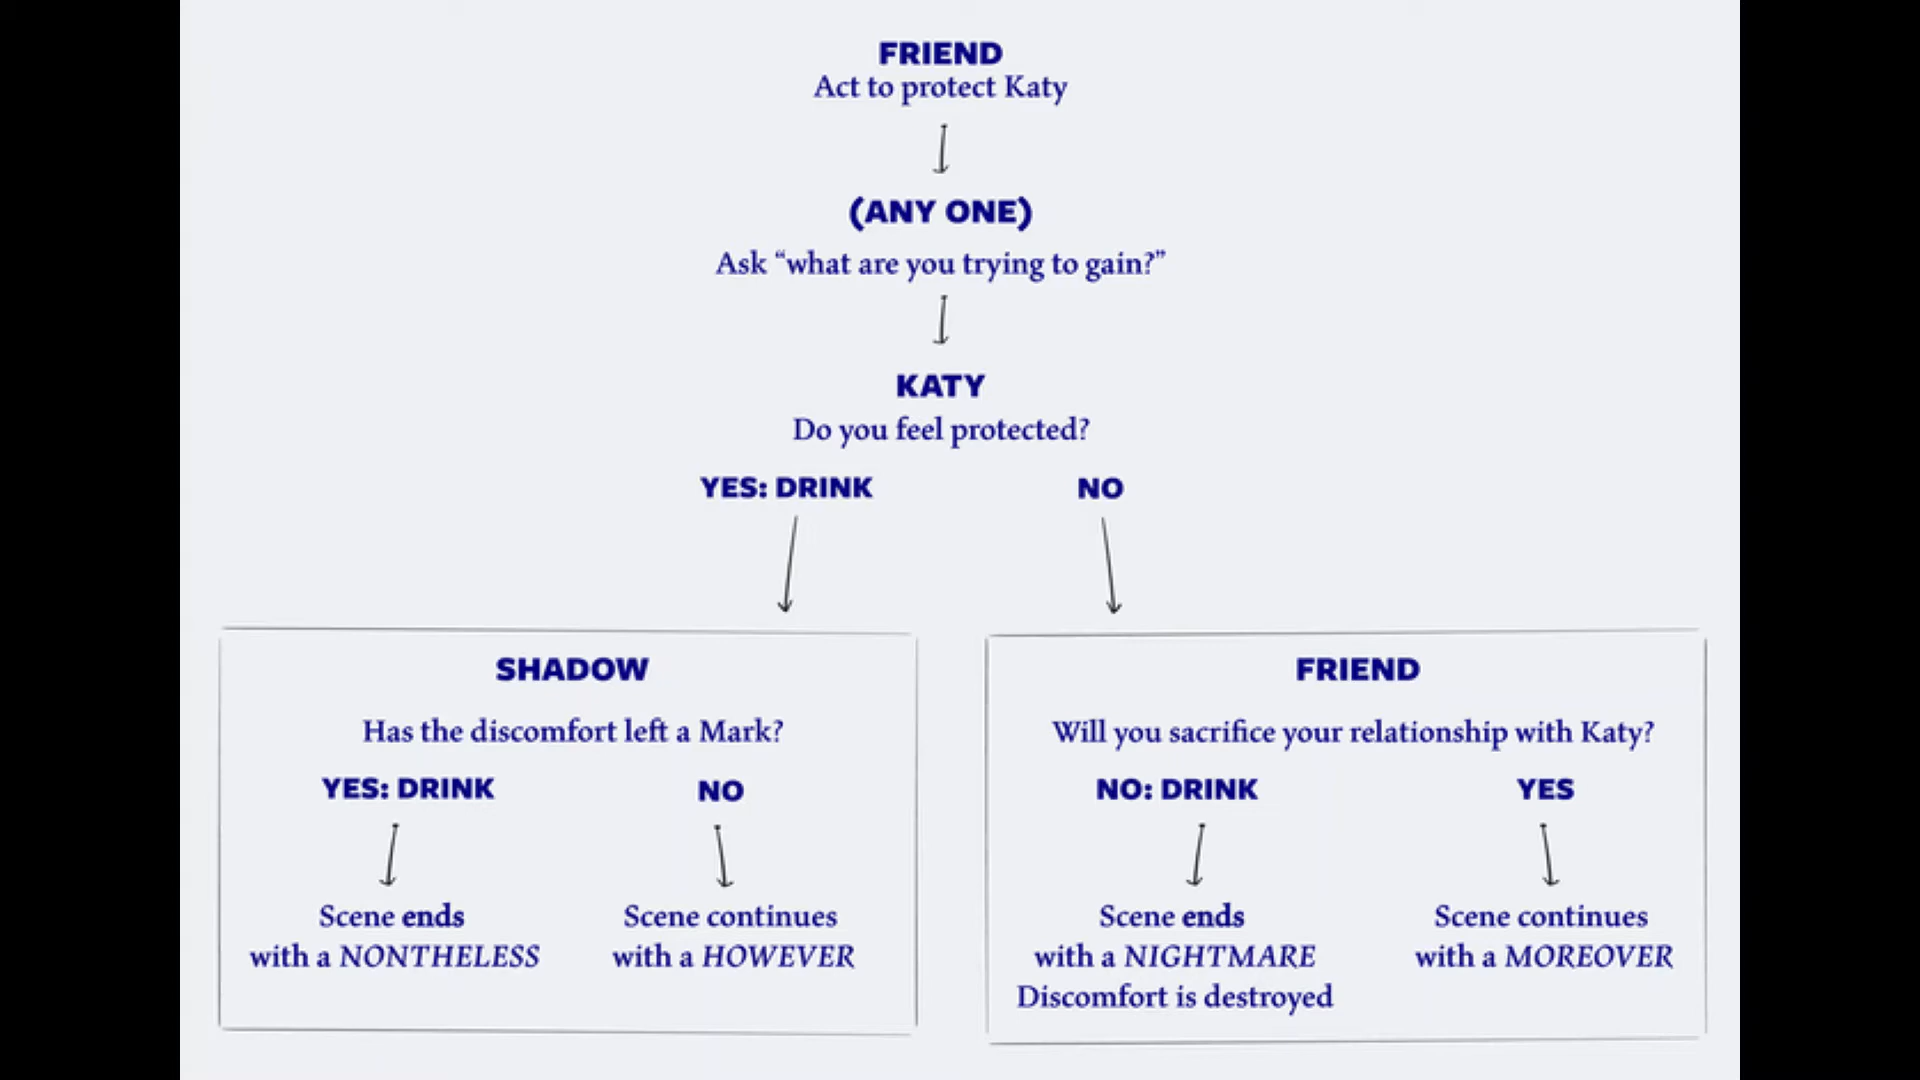 FRIEND
Act to protect Katy
(ANY ONE)
Ask “what are you trying to gain?”
KATY
Do you feel protected?
YES: DRINK
NO
SHADOW
Has the discomfort left a Mark?
YES: DRINK
NO
Scene ends
with a NONTHELESS
Scene continues
with a HOWEVER
FRIEND
Will you sacrifice your relationship with Katy?
NO: DRINK
YES
Scene ends
with a NIGHTMARE
Discomfort is destroyed
Scene continues
with a MOREOVER